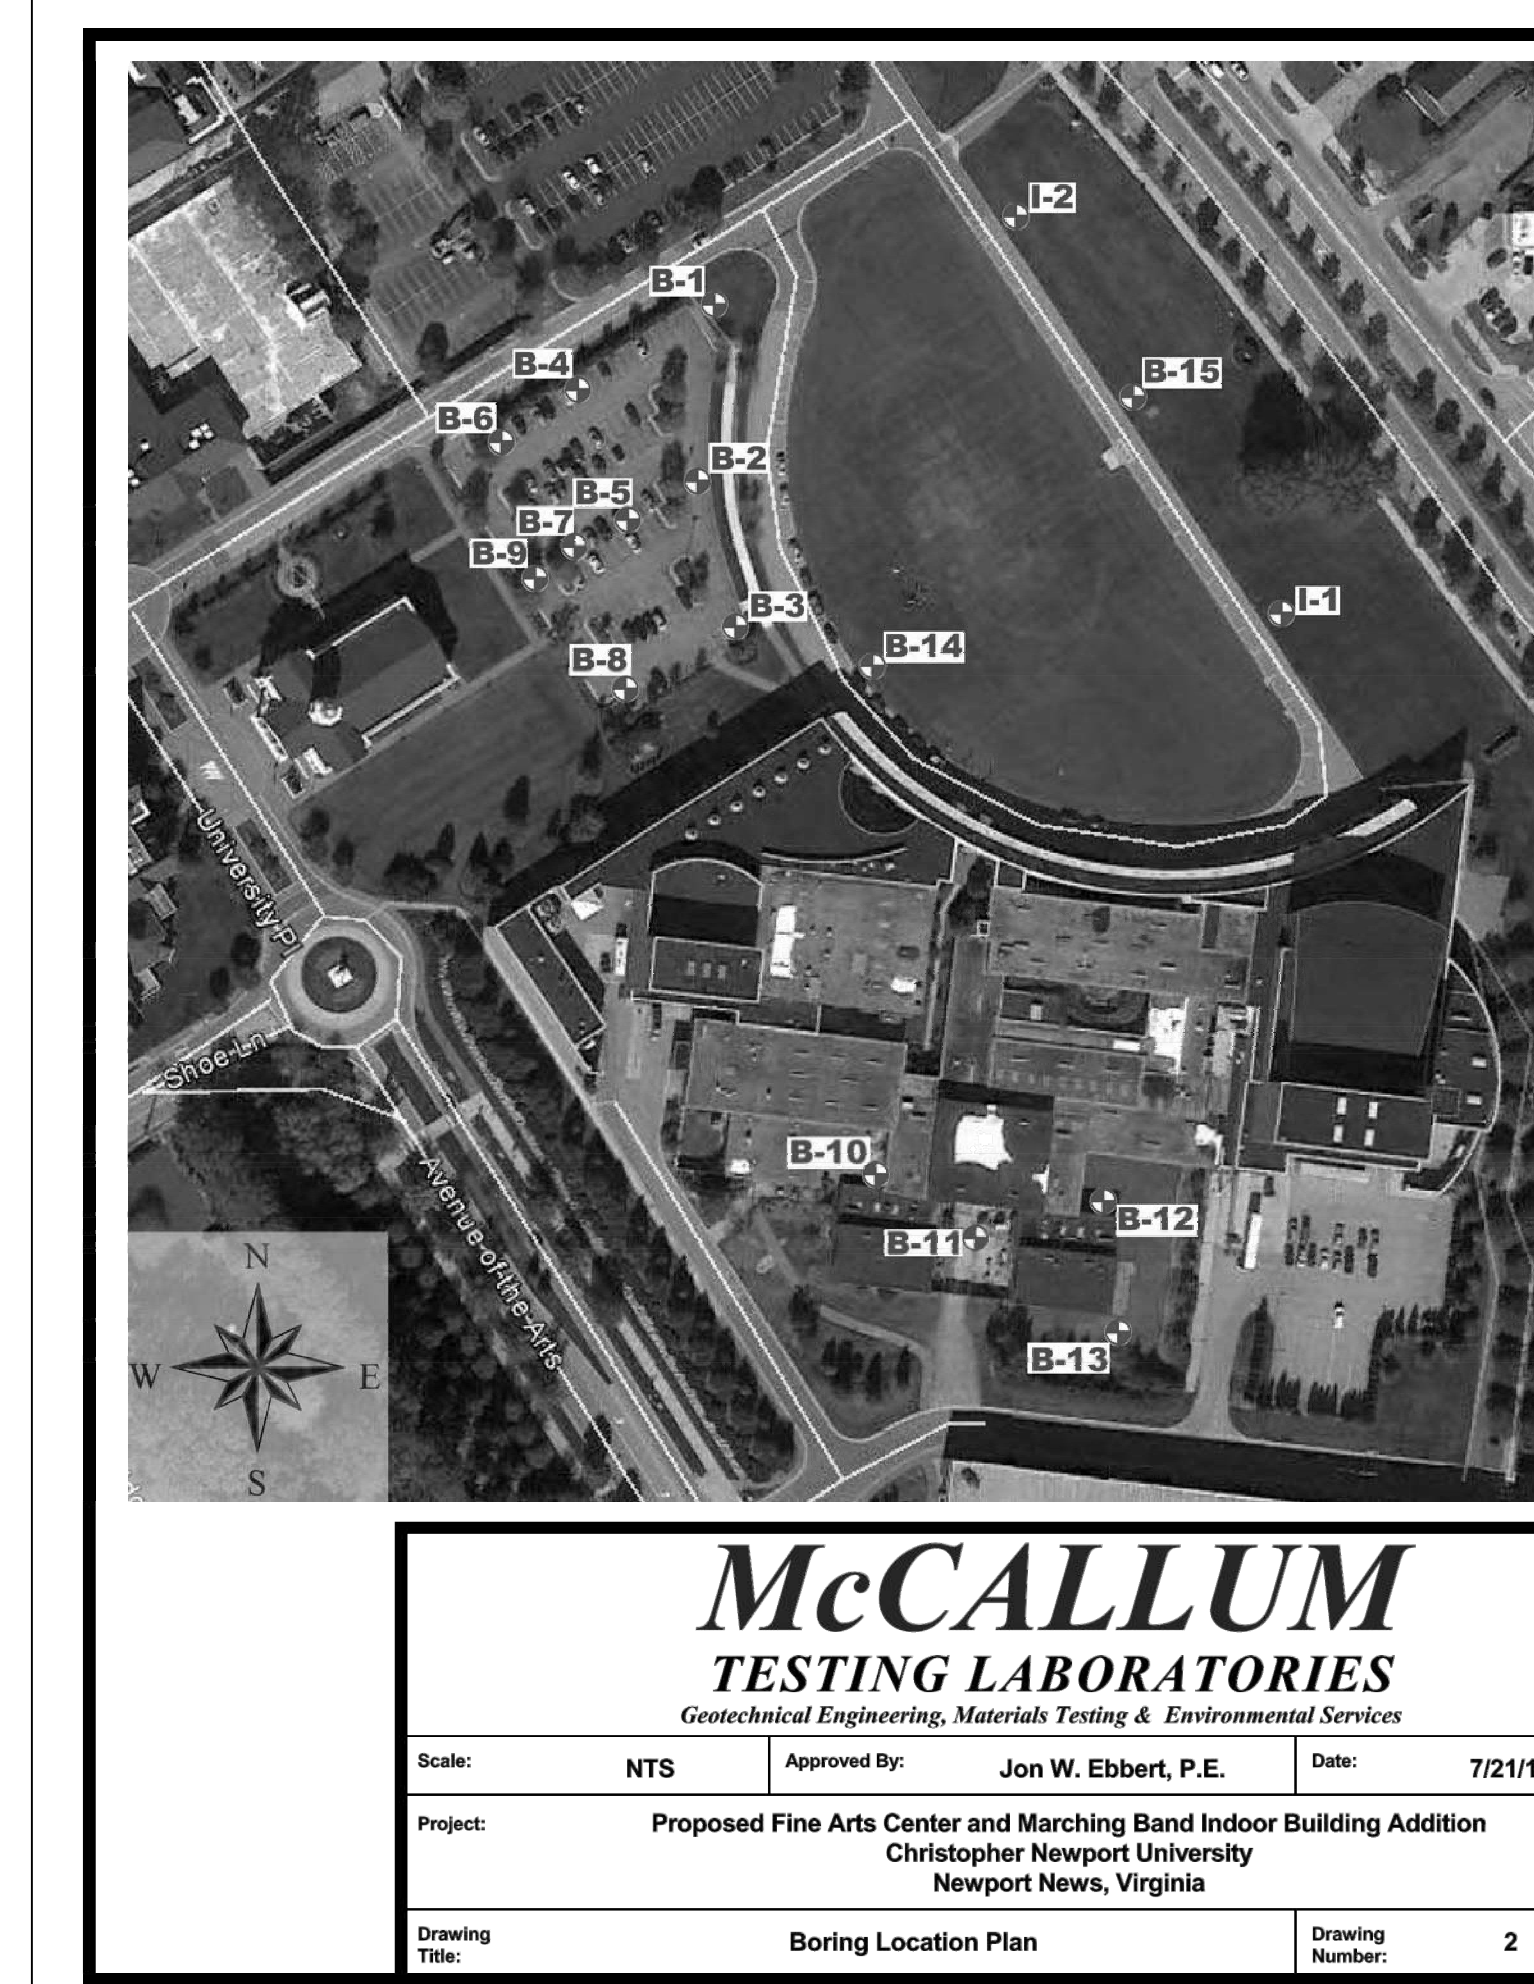 I-2
B-1
B-4
B-15
B-6
B-2
B-5
B-7
B-9
I-1
B-3
B-14
B-8
University Pl
Shoe Ln
B-10
Avenue of the Arts
B-12
B-11
N
B-13
W E
S
McCALLUM
TESTING LABORATORIES
Geotechnical Engineering, Materials Testing & Environmental Services
Scale: NTS Approved By: Jon W. Ebbert, P.E. Date: 7/21/1
Project: Proposed Fine Arts Center and Marching Band Indoor Building Addition
Christopher Newport University
Newport News, Virginia
Drawing
Title: Boring Location Plan Drawing
Number: 2